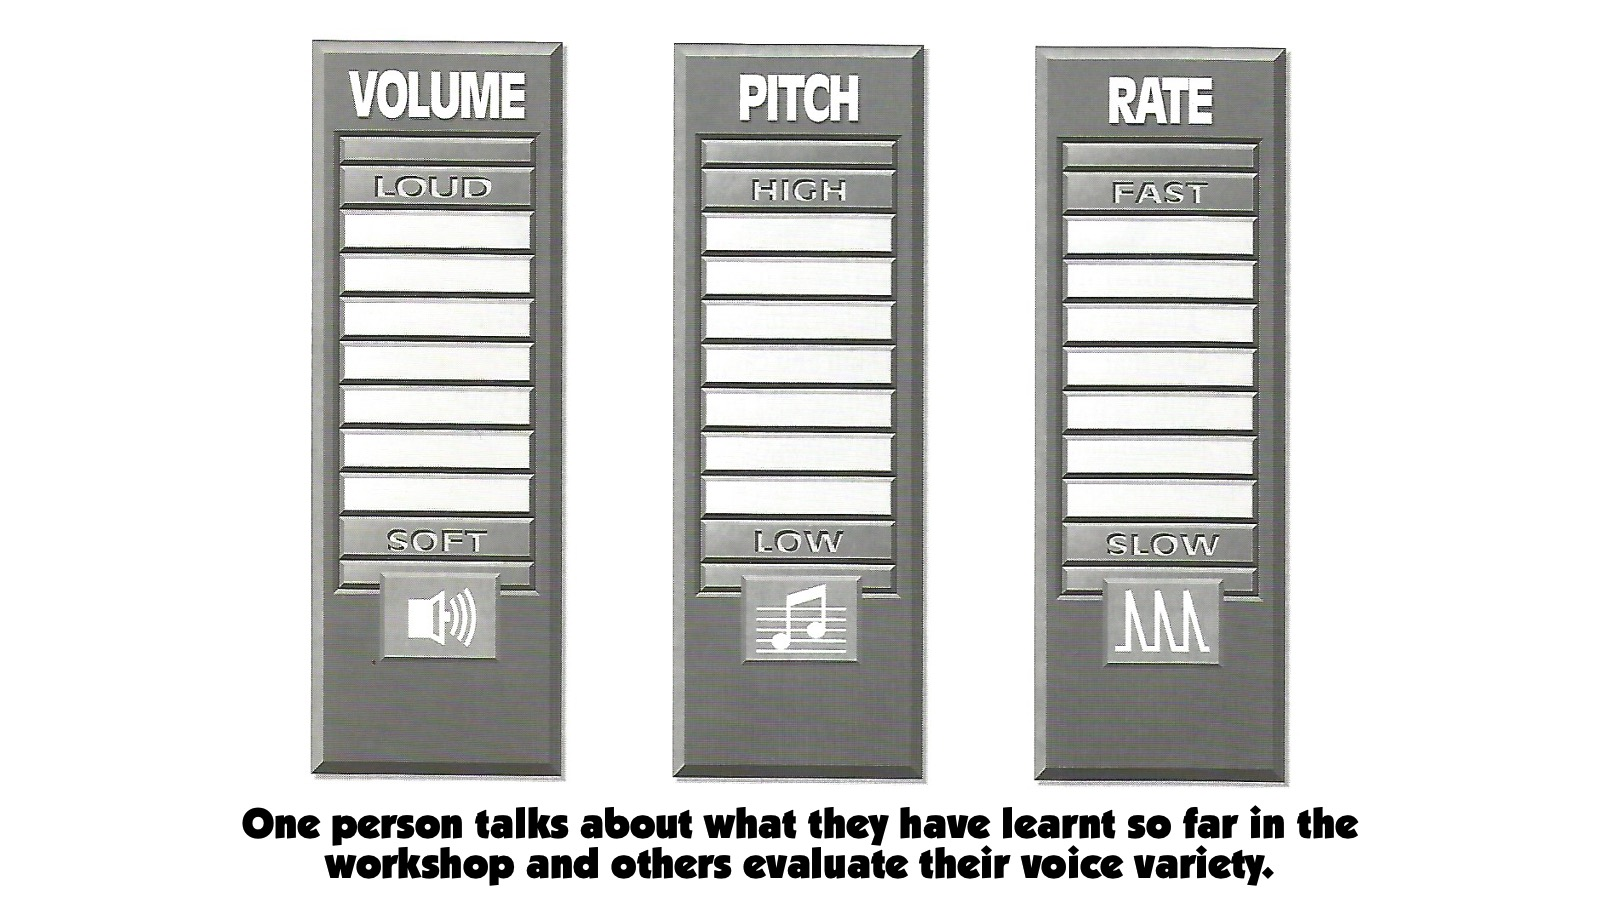 VOLUME
LOUD
SOFT
PITCH
HIGH
LOW
RATE
FAST
SLOW
One person talks about what they have learnt so far in the
workshop and others evaluate their voice variety.